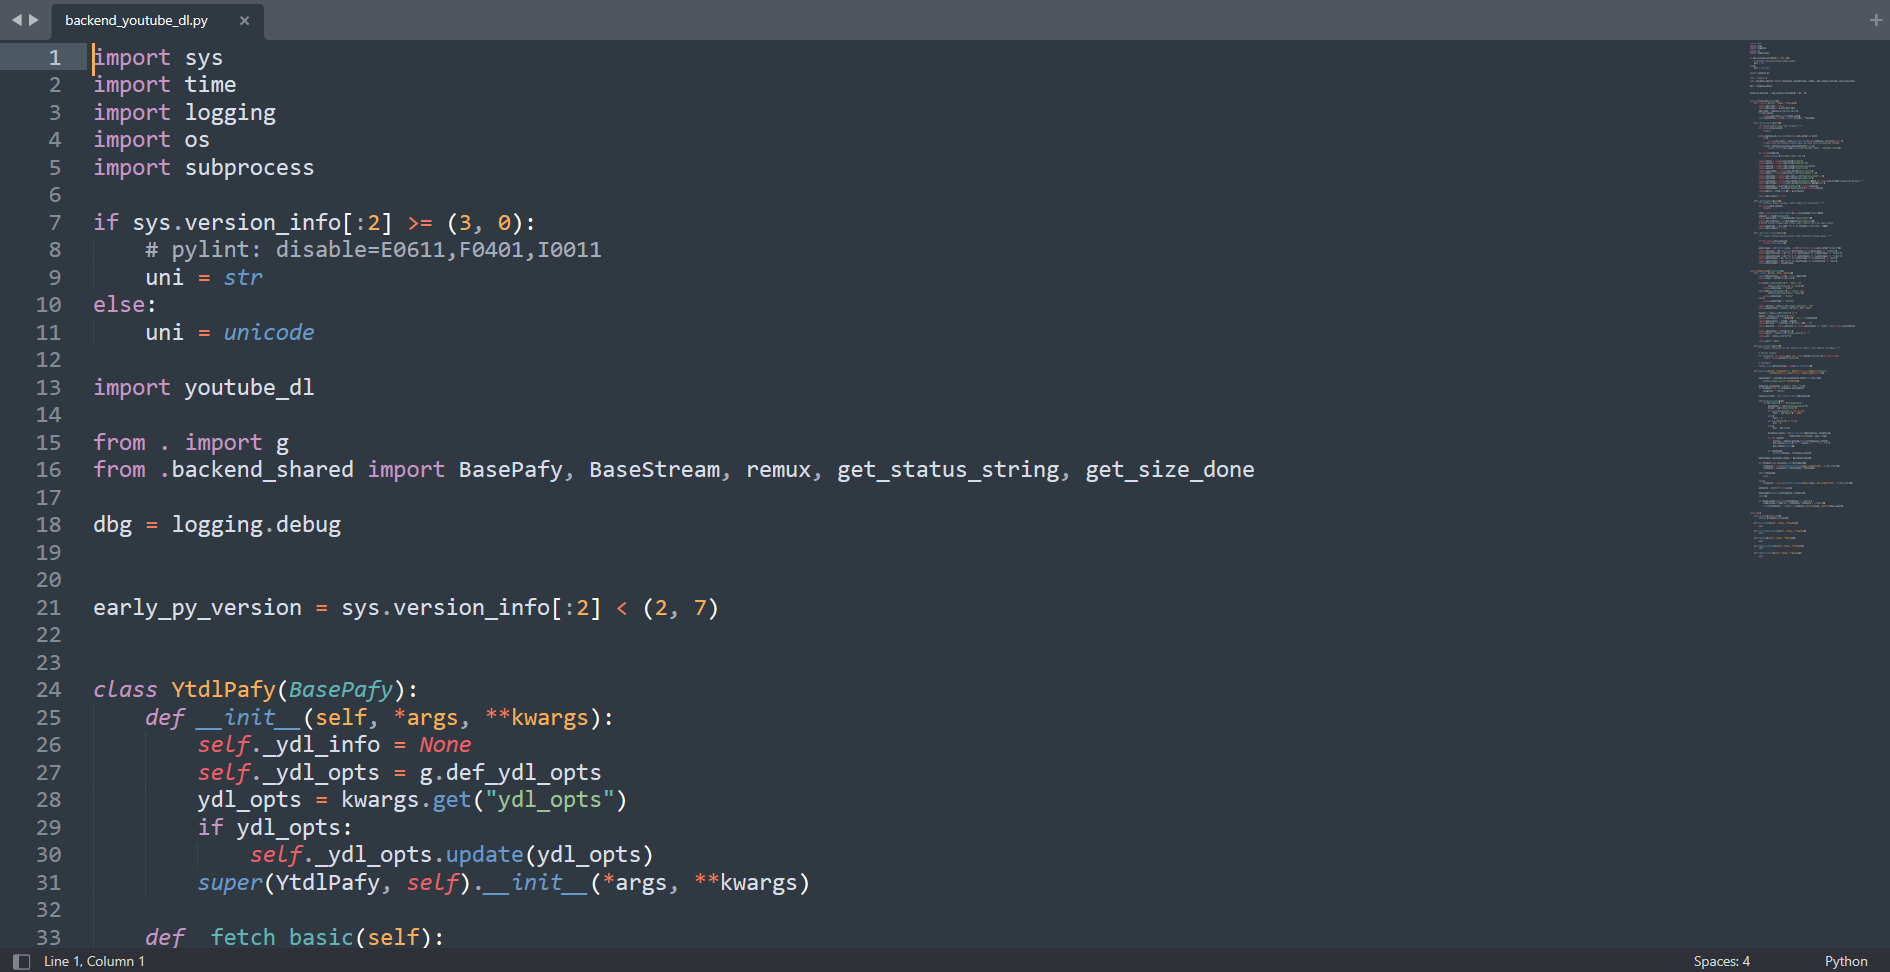 backend_youtube_dl.py
1 import sys
2 import time
3 import logging
4 import os
5 import subprocess
6
7 if sys.version_info[:2] >= (3, 0):
8     # pylint: disable=E0611,F0401,I0011
9     uni = str
10 else:
11     uni = unicode
12
13 import youtube_dl
14
15 from . import g
16 from .backend_shared import BasePafy, BaseStream, remux, get_status_string, get_size_done
17
18 dbg = logging.debug
19
20
21 early_py_version = sys.version_info[:2] < (2, 7)
22
23
24 class YtdlPafy(BasePafy):
25     def __init__(self, *args, **kwargs):
26         self._ydl_info = None
27         self._ydl_opts = g.def_ydl_opts
28         ydl_opts = kwargs.get("ydl_opts")
29         if ydl_opts:
30             self._ydl_opts.update(ydl_opts)
31         super(YtdlPafy, self).__init__(*args, **kwargs)
32
33     def _fetch_basic(self):
Line 1, Column 1
Spaces: 4
Python